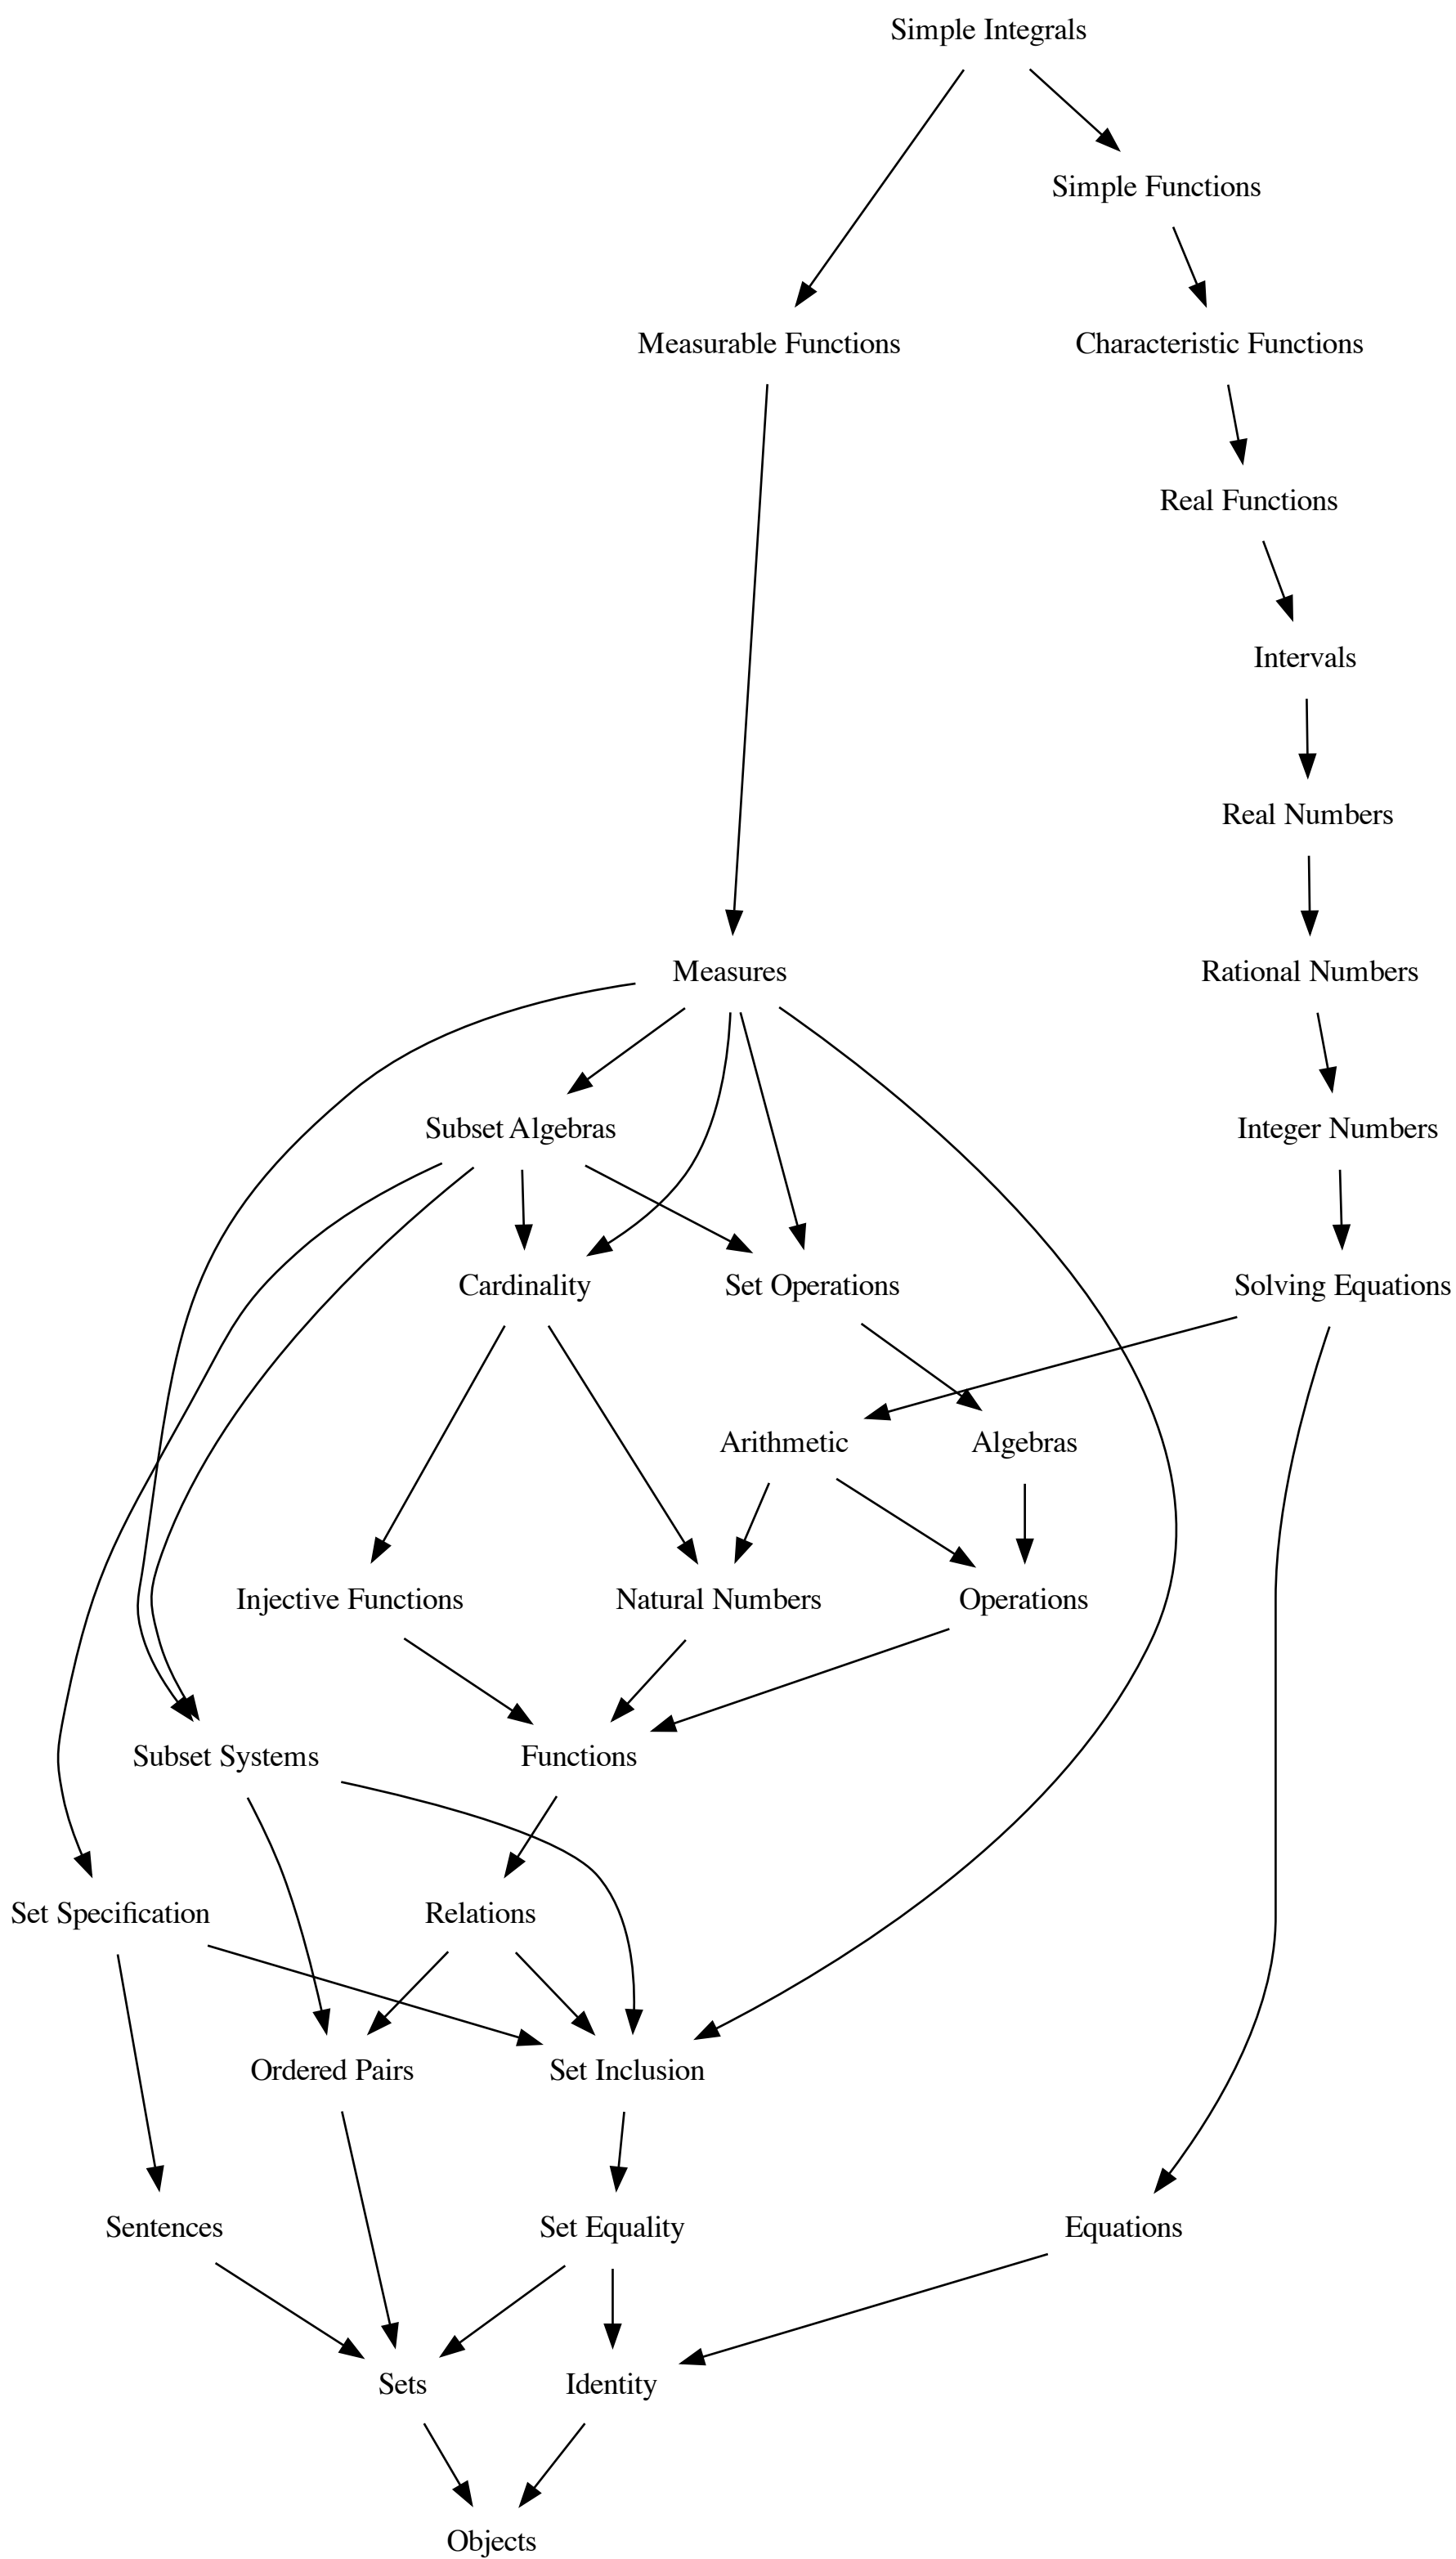 Simple Integrals
Simple Functions
Measurable Functions
Characteristic Functions
Real Functions
Intervals
Real Numbers
Measures
Rational Numbers
Subset Algebras
Integer Numbers
Cardinality
Set Operations
Solving Equations
Arithmetic
Algebras
Injective Functions
Natural Numbers
Operations
Subset Systems
Functions
Set Specification
Relations
Ordered Pairs
Set Inclusion
Sentences
Set Equality
Equations
Sets
Identity
Objects